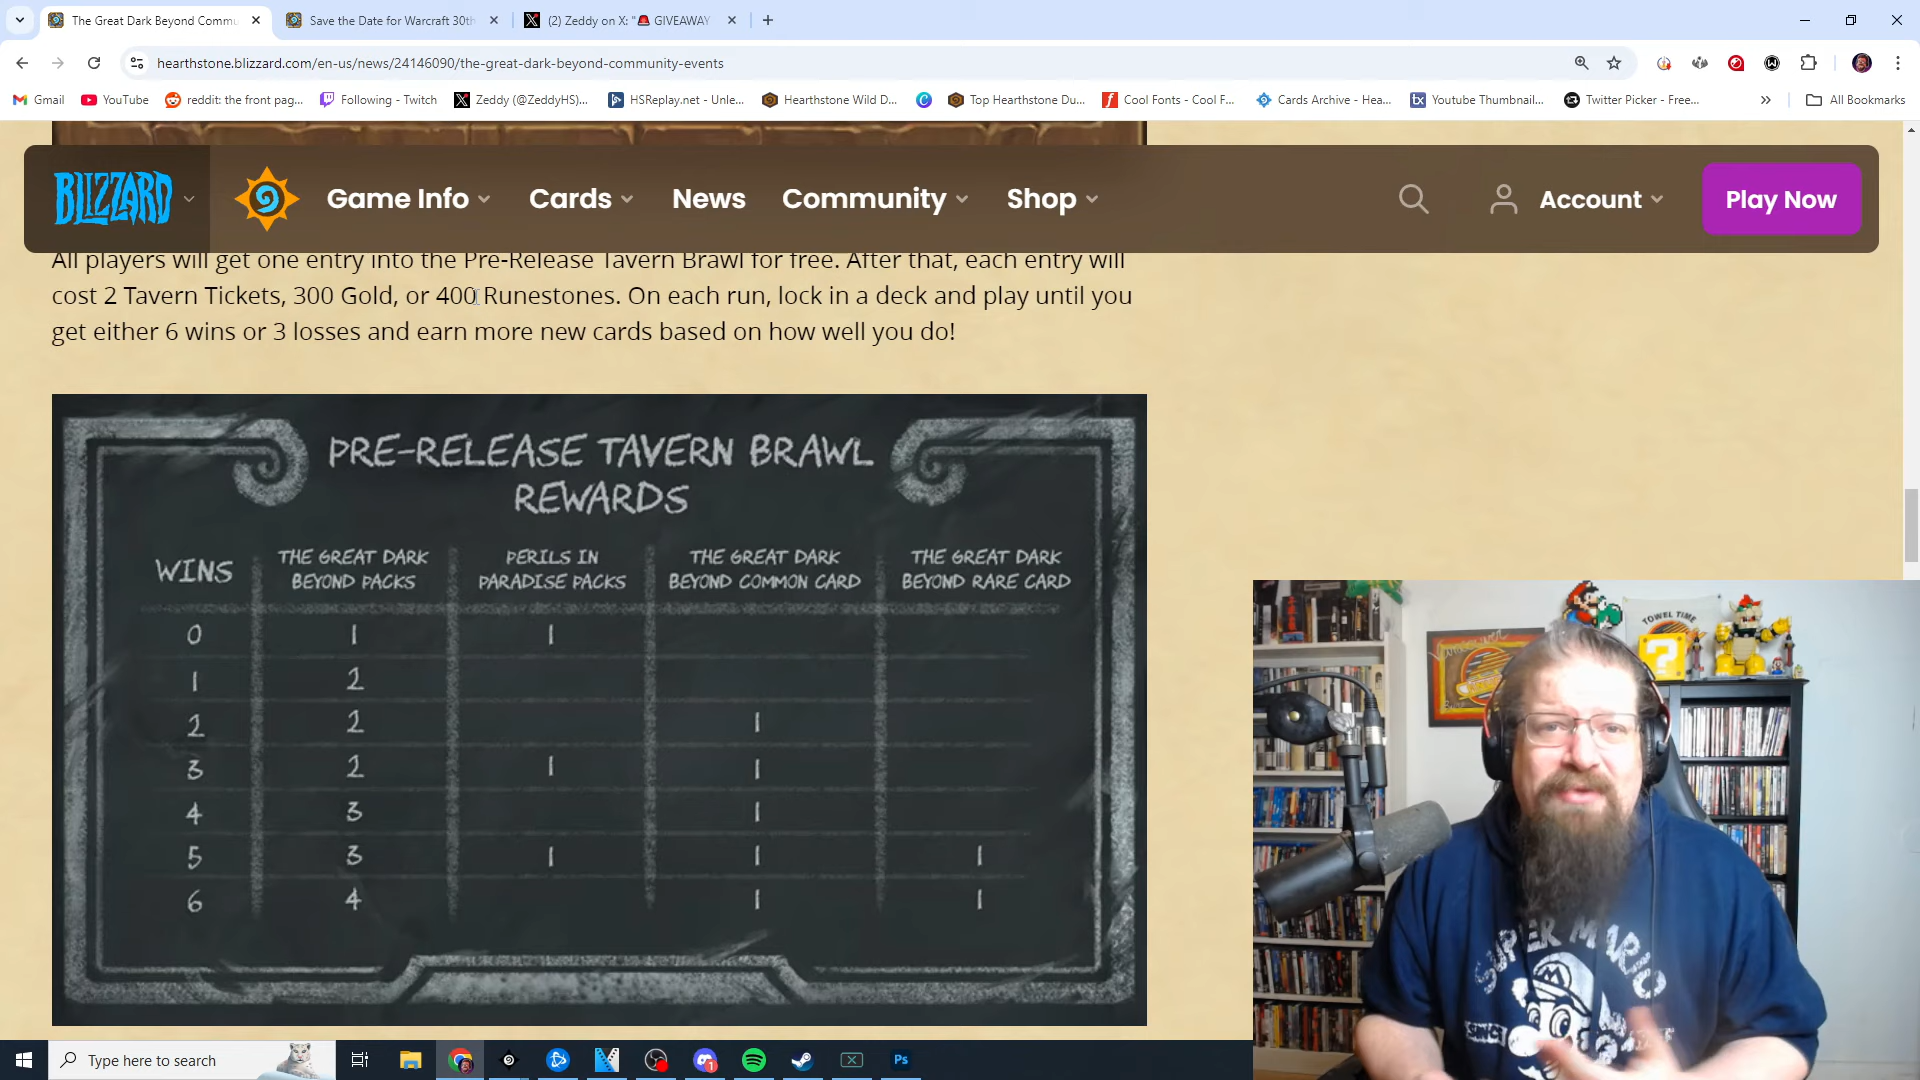 The Great Dark Beyond Commu
Save the Date for Warcraft 30th
(2) Zeddy on X: "🚨 GIVEAWAY
hearthstone.blizzard.com/en-us/news/24146090/the-great-dark-beyond-community-events
Gmail
YouTube
reddit: the front pag...
Following - Twitch
Zeddy (@ZeddyHS)...
HSReplay.net - Unle...
Hearthstone Wild D...
Top Hearthstone Du...
Cool Fonts - Cool F...
Cards Archive - Hea...
Youtube Thumbnail...
Twitter Picker - Free...
All Bookmarks
BLIZZARD
Game Info
Cards
News
Community
Shop
Account
Play Now
All players will get one entry into the Pre-Release Tavern Brawl for free. After that, each entry will
cost 2 Tavern Tickets, 300 Gold, or 400 Runestones. On each run, lock in a deck and play until you
get either 6 wins or 3 losses and earn more new cards based on how well you do!
PRE-RELEASE TAVERN BRAWL
REWARDS
WINS
THE GREAT DARK
BEYOND PACKS
PERILS IN
PARADISE PACKS
THE GREAT DARK
BEYOND COMMON CARD
THE GREAT DARK
BEYOND RARE CARD
0 1 1
1 2
2 2 1
3 2 1 1
4 3 1
5 3 1 1 1
6 4 1 1
TOWEL TIME
SUPER MARIO
SINCE
Type here to search
Ps